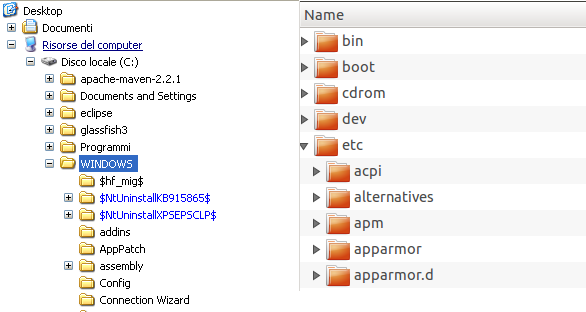 Desktop
Documenti
Risorse del computer
Disco locale (C:)
apache-maven-2.2.1
Documents and Settings
eclipse
glassfish3
Programmi
WINDOWS
$hf_mig$
$NtUninstallKB915865$
$NtUninstallXPSEPSCLP$
addins
AppPatch
assembly
Config
Connection Wizard
Name
bin
boot
cdrom
dev
etc
acpi
alternatives
apm
apparmor
apparmor.d